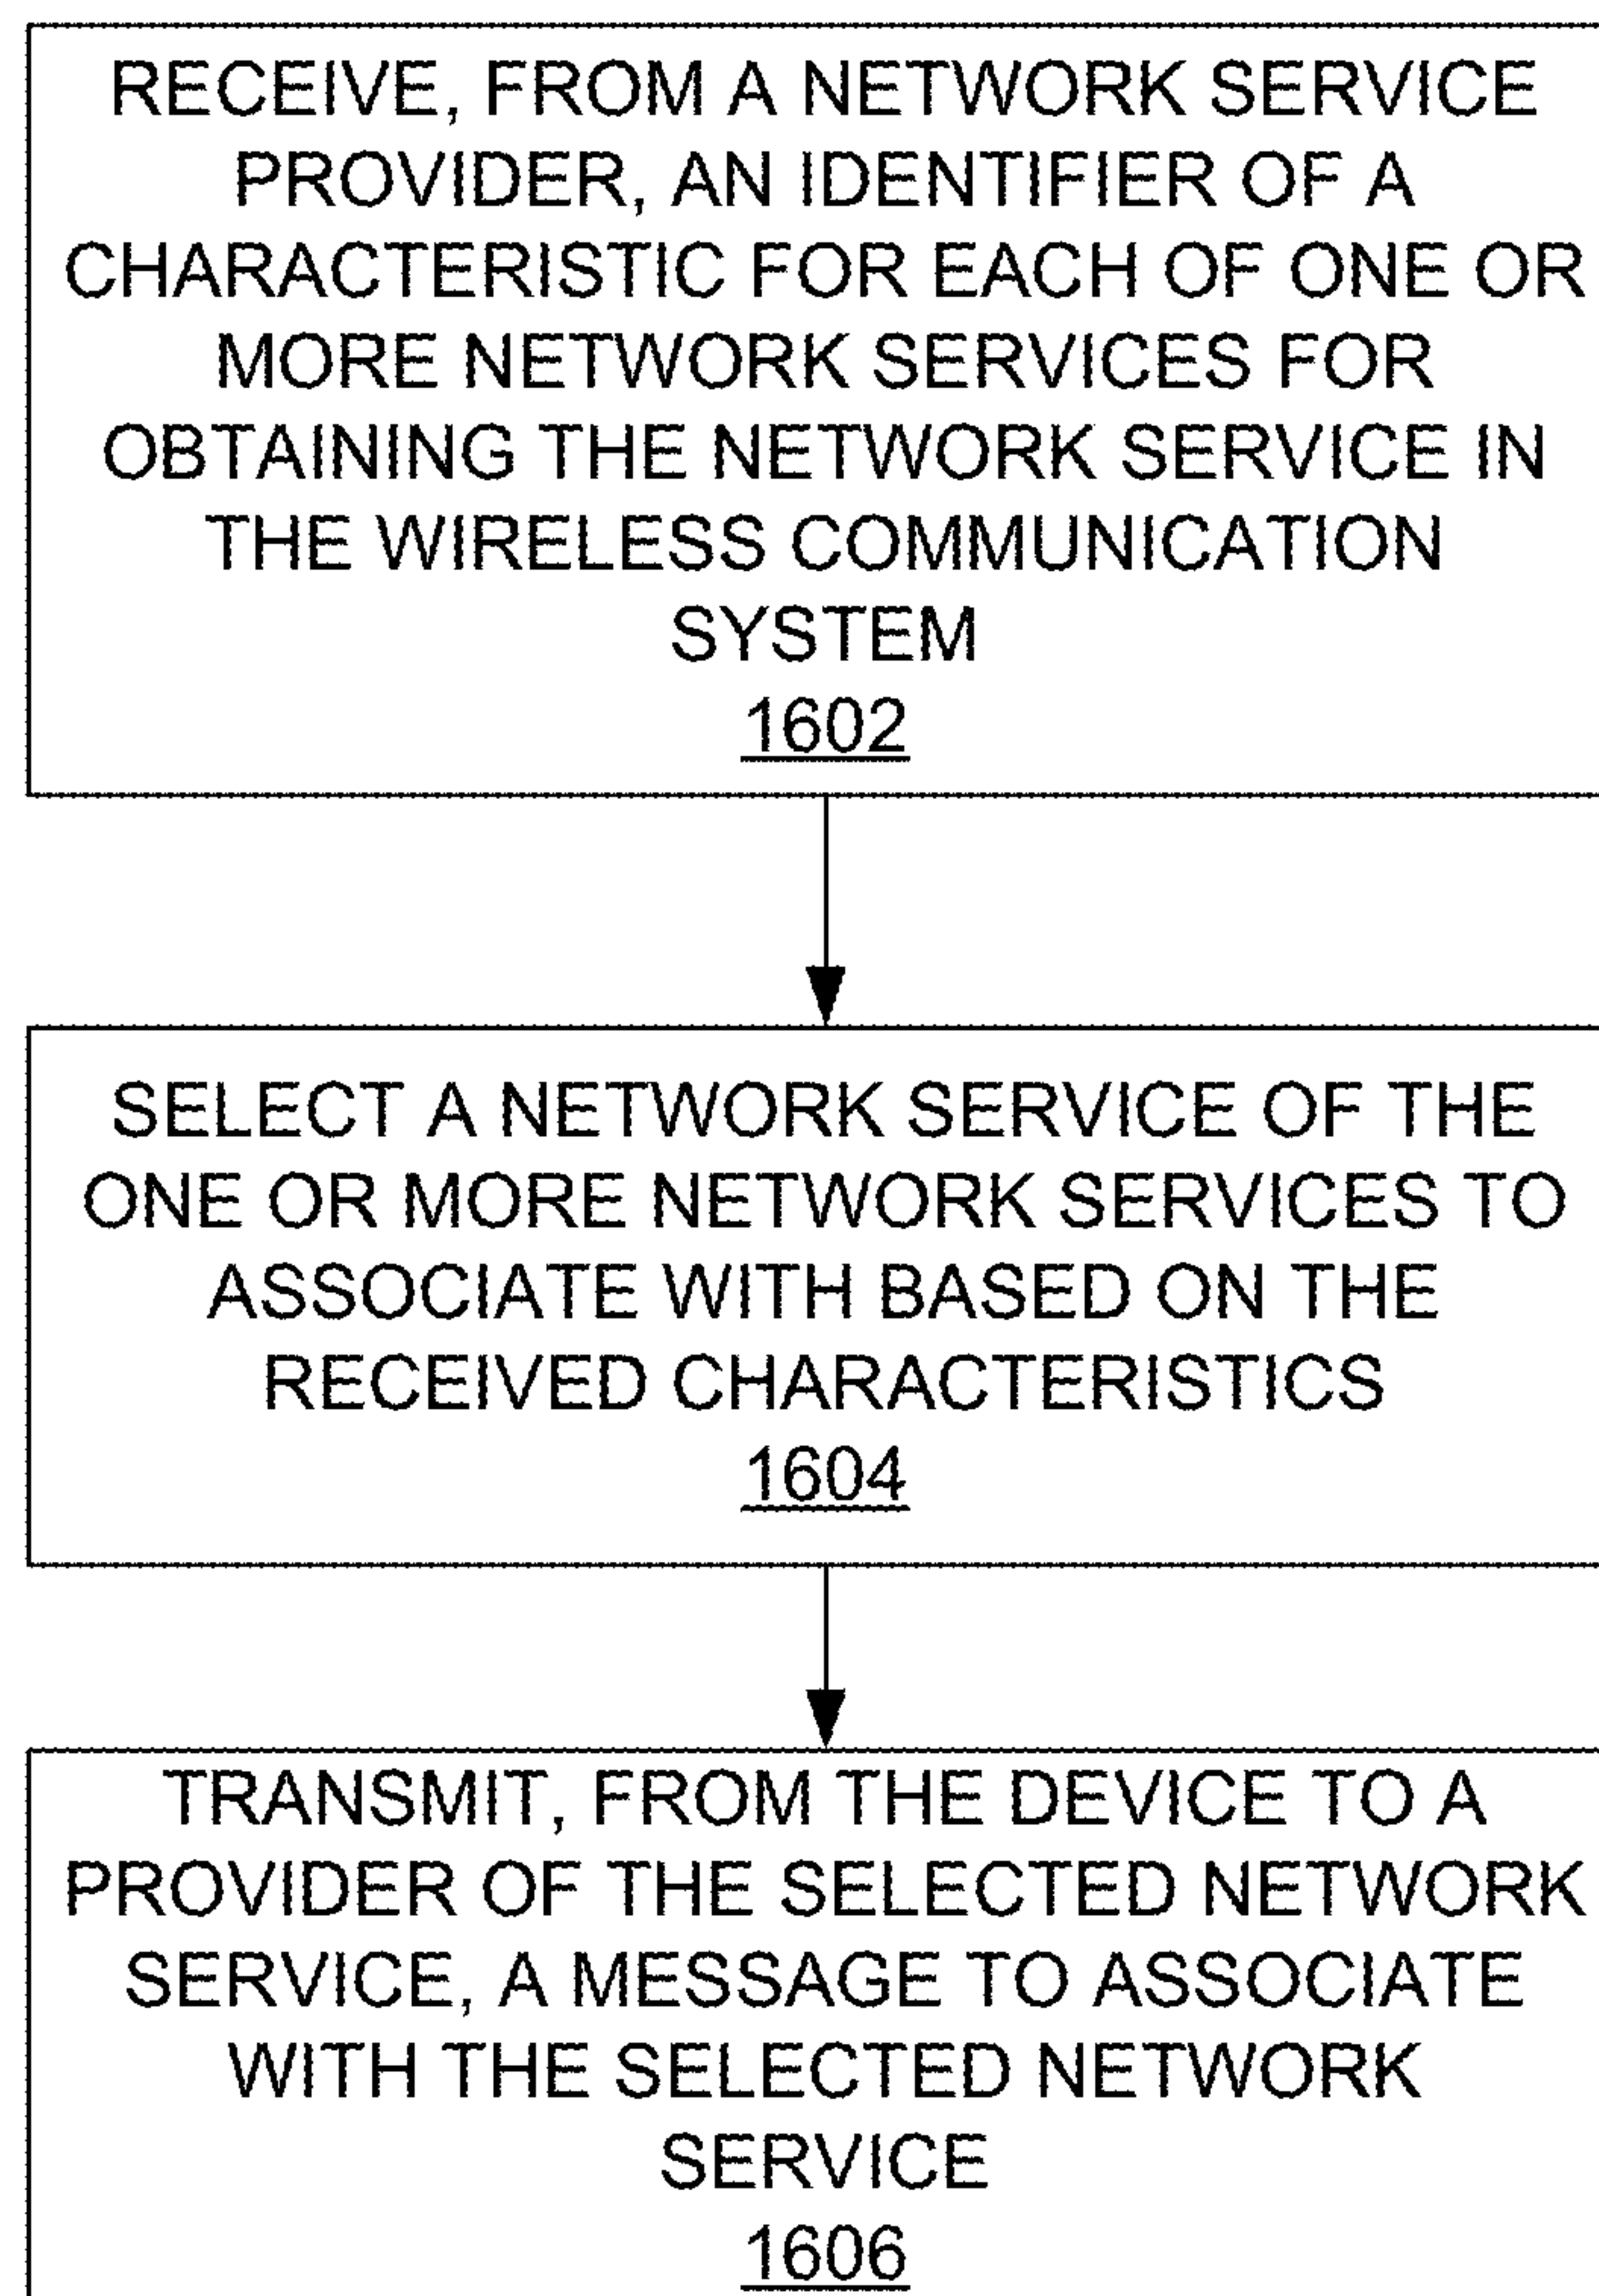 RECEIVE, FROM A NETWORK SERVICE
PROVIDER, AN IDENTIFIER OF A
CHARACTERISTIC FOR EACH OF ONE OR
MORE NETWORK SERVICES FOR
OBTAINING THE NETWORK SERVICE IN
THE WIRELESS COMMUNICATION
SYSTEM
1602
SELECT A NETWORK SERVICE OF THE
ONE OR MORE NETWORK SERVICES TO
ASSOCIATE WITH BASED ON THE
RECEIVED CHARACTERISTICS
1604
TRANSMIT, FROM THE DEVICE TO A
PROVIDER OF THE SELECTED NETWORK
SERVICE, A MESSAGE TO ASSOCIATE
WITH THE SELECTED NETWORK
SERVICE
1606